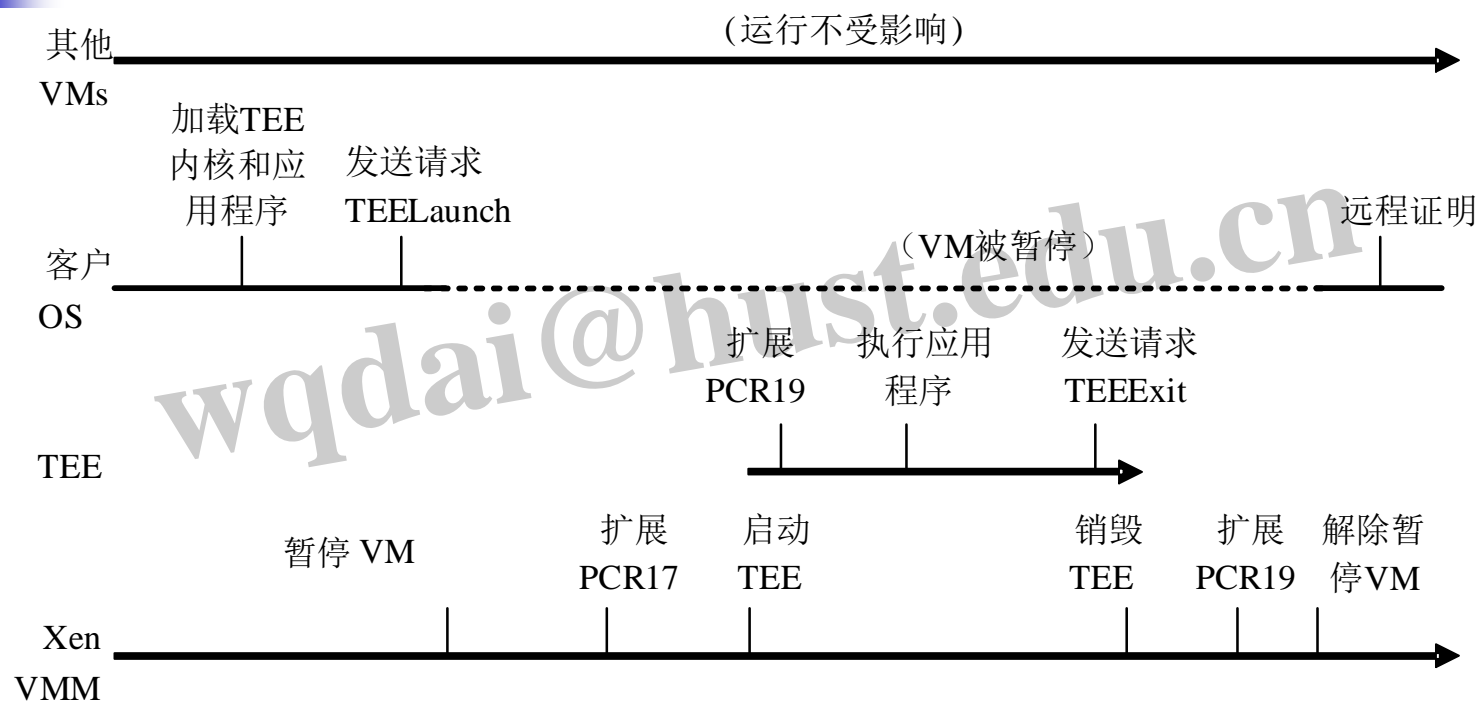 (运行不受影响)
其他
VMs
加载TEE
内核和应
用程序
发送请求
TEELaunch
远程证明
客户
OS
（VM被暂停）
wqdai@hust.edu.cn
扩展
PCR19
执行应用
程序
发送请求
TEEExit
TEE
暂停 VM
扩展
PCR17
启动
TEE
销毁
TEE
扩展
PCR19
解除暂
停VM
Xen
VMM